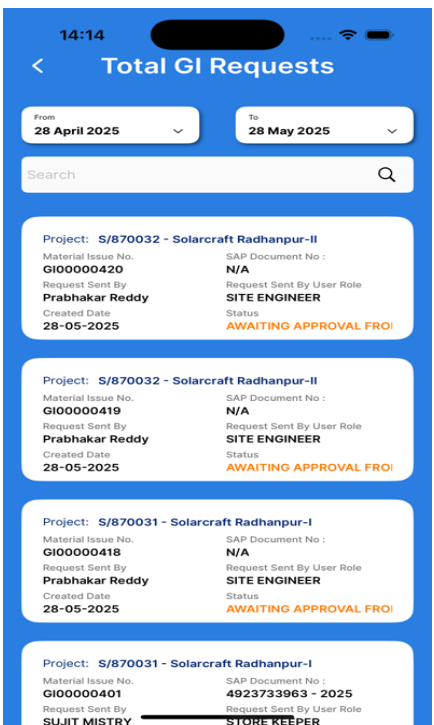 14:14
Total GI Requests
From
28 April 2025
To
28 May 2025
Search
Project: S/870032 - Solarcraft Radhanpur-II
Material Issue No. SAP Document No :
GI00000420 N/A
Request Sent By Request Sent By User Role
Prabhakar Reddy SITE ENGINEER
Created Date Status
28-05-2025 AWAITING APPROVAL FRO
Project: S/870032 - Solarcraft Radhanpur-II
Material Issue No. SAP Document No :
GI00000419 N/A
Request Sent By Request Sent By User Role
Prabhakar Reddy SITE ENGINEER
Created Date Status
28-05-2025 AWAITING APPROVAL FRO
Project: S/870031 - Solarcraft Radhanpur-I
Material Issue No. SAP Document No :
GI00000418 N/A
Request Sent By Request Sent By User Role
Prabhakar Reddy SITE ENGINEER
Created Date Status
28-05-2025 AWAITING APPROVAL FRO
Project: S/870031 - Solarcraft Radhanpur-I
Material Issue No. SAP Document No :
GI00000401 4923733963 - 2025
Request Sent By Request Sent By User Role
SUJIT MISTRY STORE KEEPER